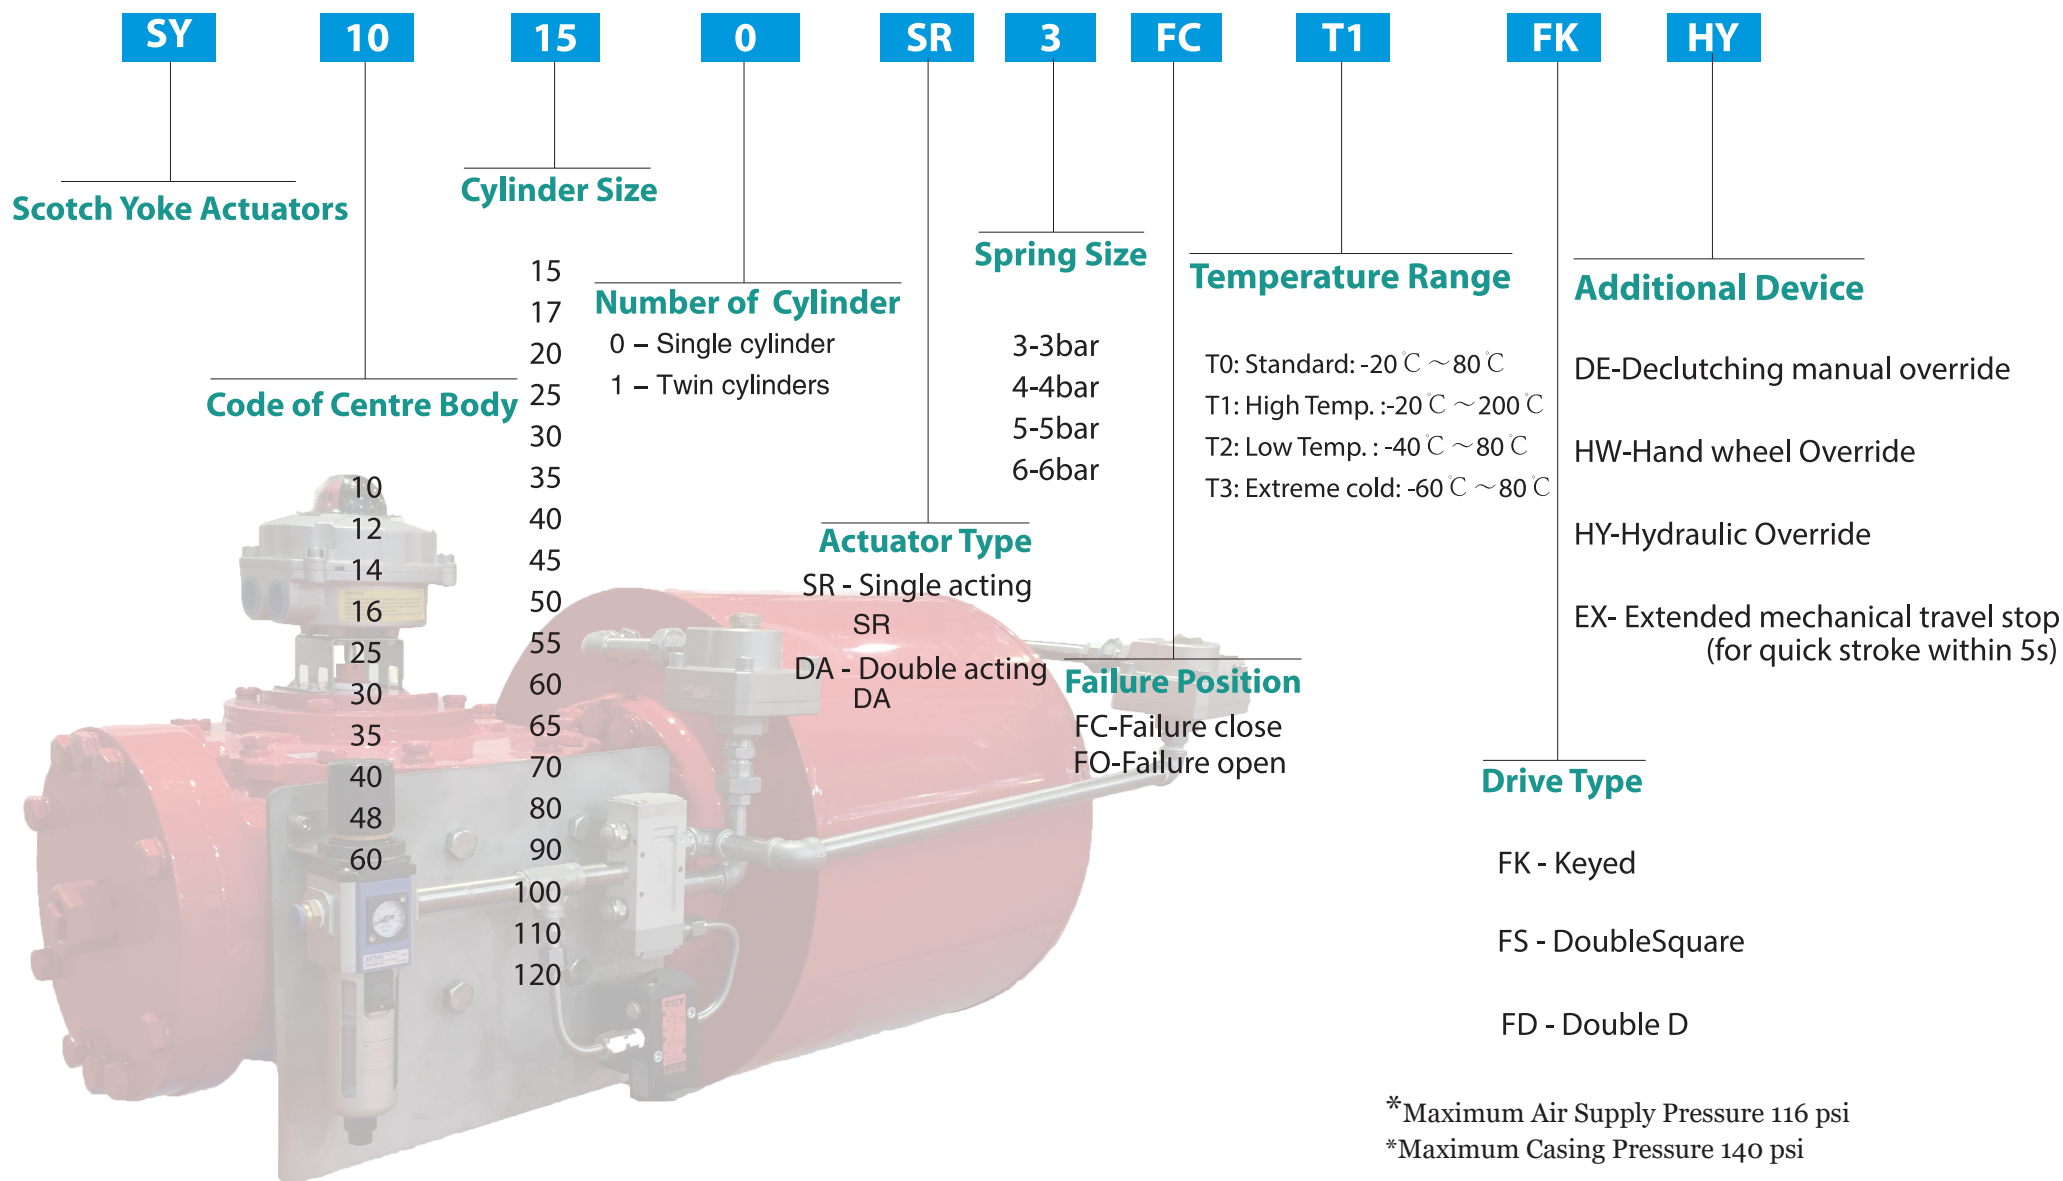 SY 10 15 0 SR 3 FC T1 FK HY
Scotch Yoke Actuators
Code of Centre Body
10
12
14
16
25
30
35
40
48
60
Cylinder Size
15
17
20
25
30
35
40
45
50
55
60
65
70
80
90
100
110
120
Number of Cylinder
0 – Single cylinder
1 – Twin cylinders
Actuator Type
SR - Single acting
SR
DA - Double acting
DA
Spring Size
3-3bar
4-4bar
5-5bar
6-6bar
Failure Position
FC-Failure close
FO-Failure open
Temperature Range
T0: Standard: -20℃ ~80℃
T1: High Temp. :-20℃ ~200℃
T2: Low Temp. : -40℃ ~80℃
T3: Extreme cold: -60℃ ~80℃
Drive Type
FK - Keyed
FS - DoubleSquare
FD - Double D
Additional Device
DE-Declutching manual override
HW-Hand wheel Override
HY-Hydraulic Override
EX- Extended mechanical travel stop
(for quick stroke within 5s)
*Maximum Air Supply Pressure 116 psi
*Maximum Casing Pressure 140 psi